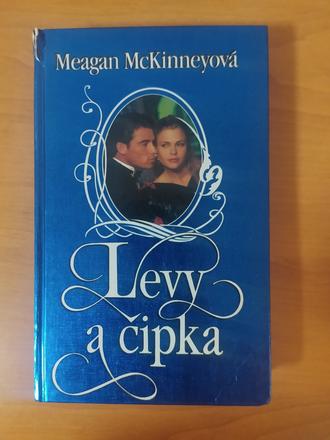 Meagan McKinneyová
Levy
a čipka